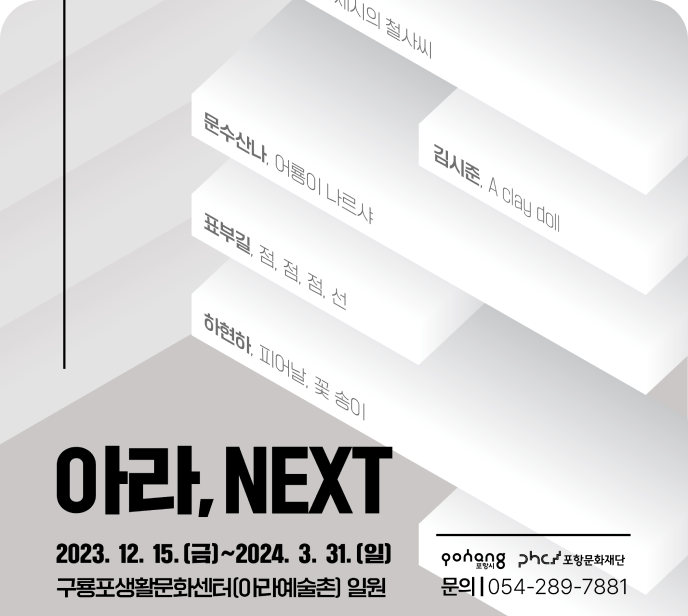 철사씨
문수산나, 어룡이 나르샤
김시준, A clay doll
표부길, 점, 점, 점, 선
하현하, 피어날, 꽃 송이
아라, NEXT
2023. 12. 15.(금)~2024. 3. 31.(일)
구룡포생활문화센터(아라예술촌) 일원
pohang
포항시
phcf 포항문화재단
문의 | 054-289-7881